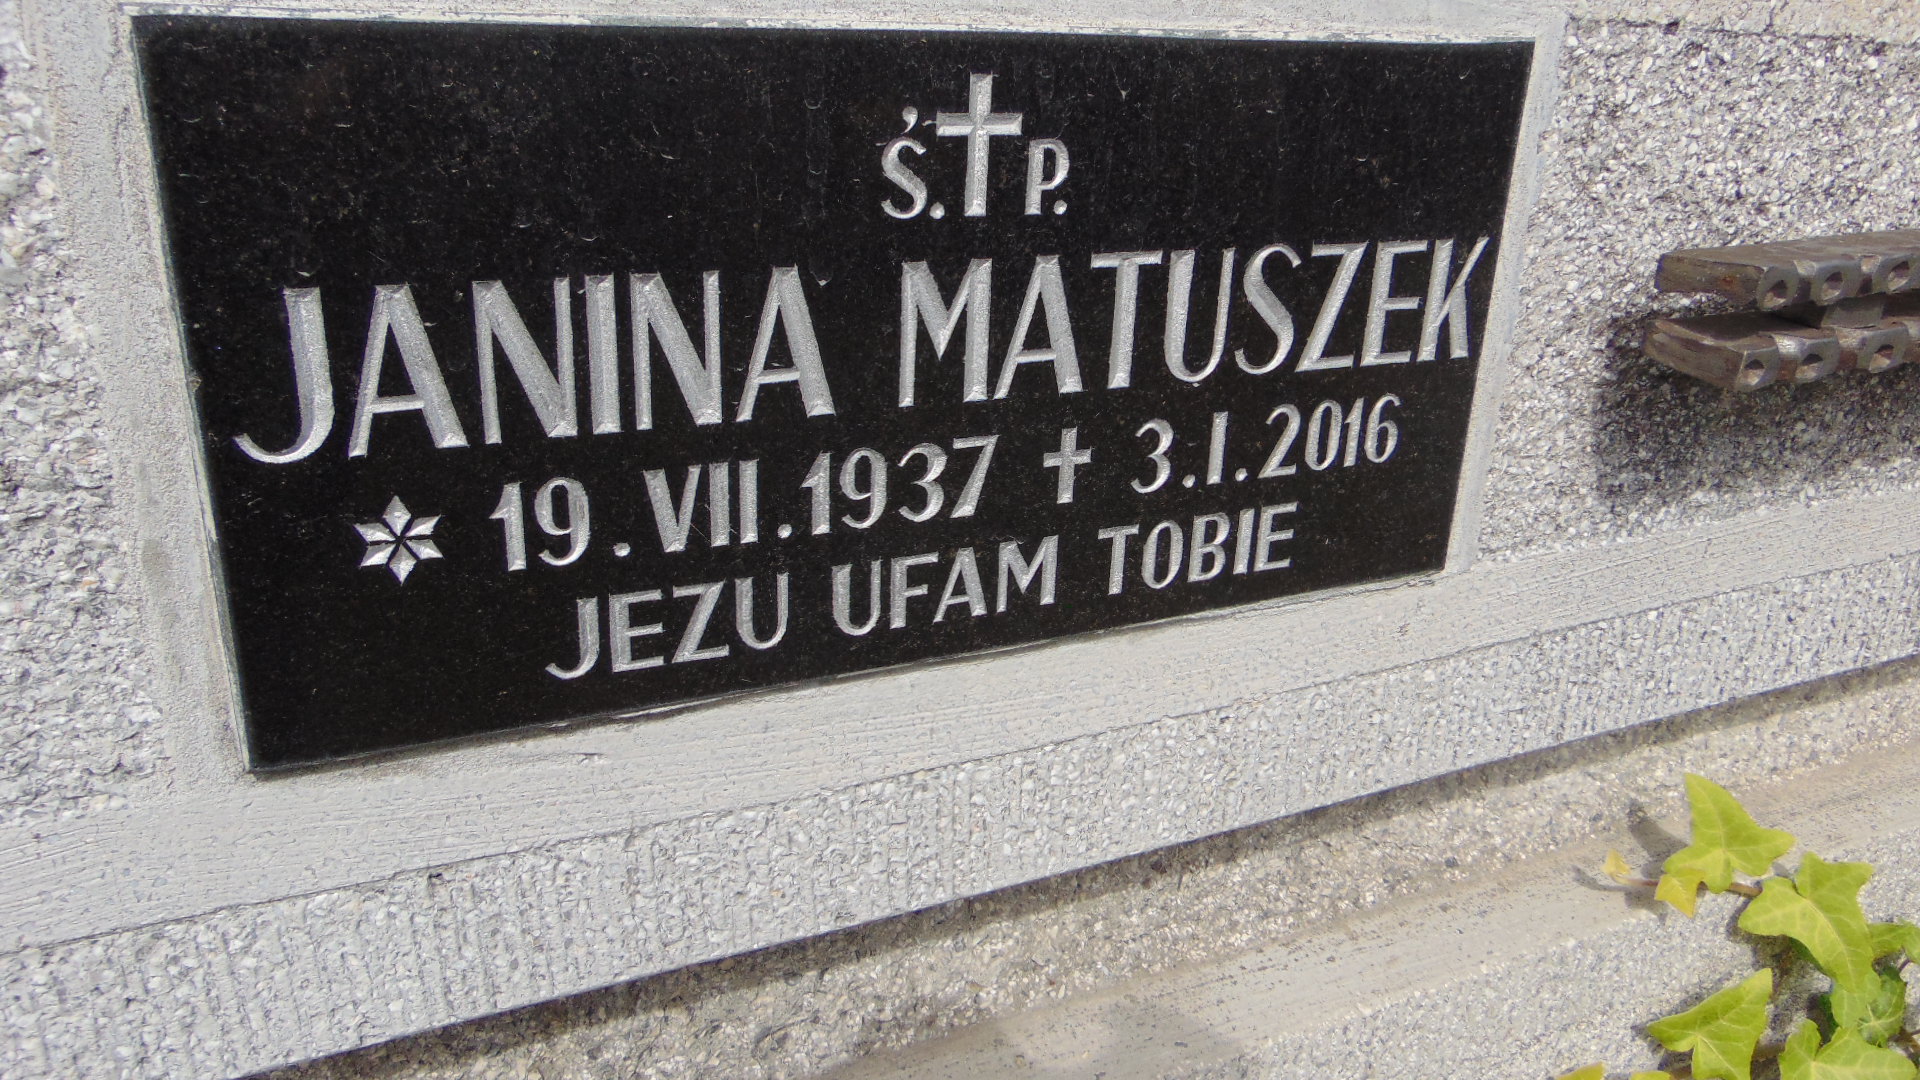 Ś.†P.
JANINA MATUSZEK
* 19.VII.1937 † 3.I.2016
JEZU UFAM TOBIE